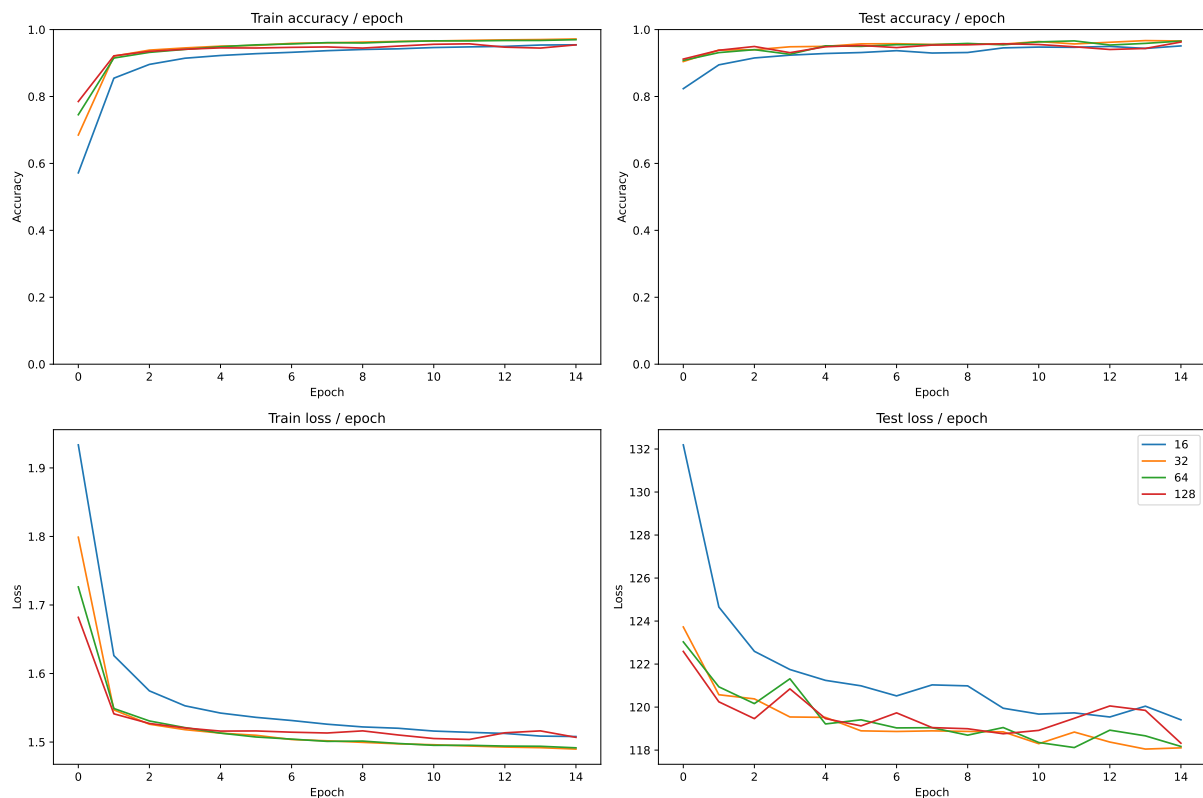 Train accuracy / epoch
1.0
0.8
0.6
0.4
0.2
0.0
Accuracy
0 2 4 6 8 10 12 14
Epoch
Test accuracy / epoch
1.0
0.8
0.6
0.4
0.2
0.0
Accuracy
0 2 4 6 8 10 12 14
Epoch
Train loss / epoch
1.9
1.8
1.7
1.6
1.5
Loss
0 2 4 6 8 10 12 14
Epoch
Test loss / epoch
132
130
128
126
124
122
120
118
Loss
0 2 4 6 8 10 12 14
Epoch
16
32
64
128